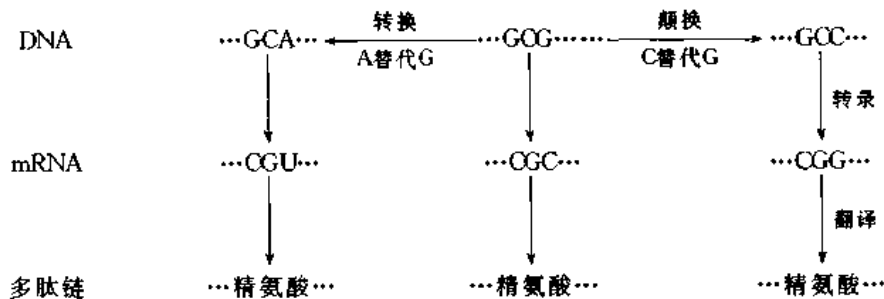 转换 颠换
DNA ···GCA··· ···GCG······ ···GCC···
A替代G C替代G
转录
mRNA ···CGU··· ···CGC··· ···CGG···
翻译
多肽链 ···精氨酸··· ···精氨酸··· ···精氨酸···